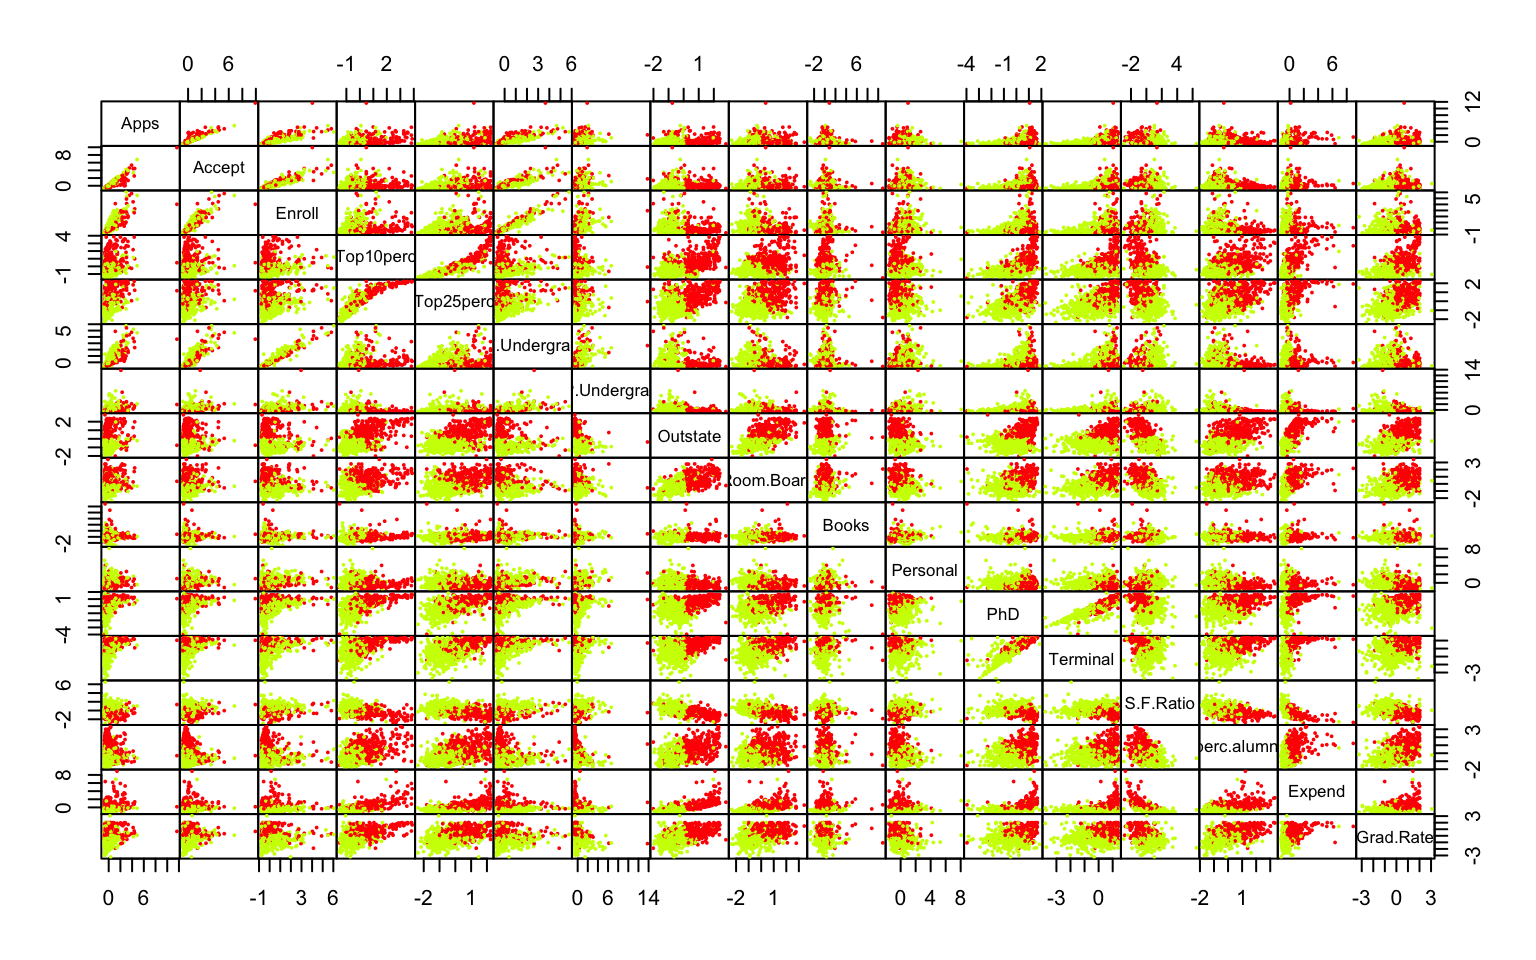 0 6 -1 2 0 3 6 -2 1 -2 6 -4 -1 2 -2 4 0 6
Apps 0 12
0 8 Accept
Enroll -1 5
-1 4 Top10perc
Top25perc -2 2
0 5 .Undergra
.Undergra 0 14
-2 2 Outstate
Room.Boar -2 3
-2 Books
Personal 0 8
-4 1 PhD
Terminal -3
-2 6 S.F.Ratio
perc.alumn -2 3
0 8 Expend
Grad.Rate -3 3
0 6 -1 3 6 -2 1 0 6 14 -2 1 0 4 8 -3 0 -2 1 -3 0 3